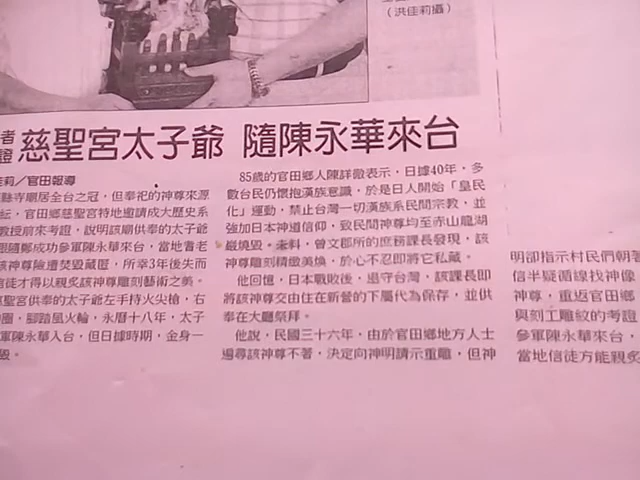 （洪佳莉攝）
者
證
慈聖宮太子爺 隨陳永華來台
佳莉／官田報導
縣寺廟居全台之冠，但奉祀的神尊來源
紜，官田鄉慈聖宮特地邀請成大歷史系
教授前來考證，說明該廟供奉的太子爺
跟隨鄭成功參軍陳永華來台，當地耆老
該神尊險遭焚毀藏匿，所幸3年後失而
信徒才得以親炙該神尊雕刻藝術之美。
聖宮供奉的太子爺左手持火尖槍，右
圈，腳踏風火輪，永曆十八年，太子
軍陳永華入台，但日據時期，金身一
毀。
85歲的官田鄉人陳詳薇表示，日據40年，多
數台民仍懷抱漢族意識，於是日人開始「皇民
化」運動，禁止台灣一切漢族系民間宗教，並
強加日本神道信仰，致民間神尊均至赤山龍湖
巖燒毀。未料，曾文郡所的庶務課長發現，該
神尊雕刻精緻美煥，於心不忍即將它私藏。
他回憶，日本戰敗後，退守台灣，該課長即
將該神尊交由住在新營的下屬代為保存，並供
奉在大廳祭拜。
他說，民國三十六年，由於官田鄉地方人士
遍尋該神尊不著，決定向神明請示重雕，但神
明卻指示村民們朝著
信半疑循線找神像
神尊，重返官田鄉
與刻工雕紋的考證
參軍陳永華來台，
當地信徒方能親炙